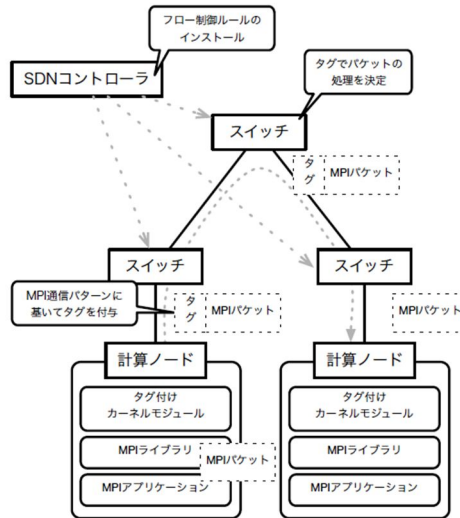 フロー制御ルールの
インストール
SDNコントローラ
タグでパケットの
処理を決定
スイッチ
タ
グ
MPIパケット
スイッチ
スイッチ
MPI通信パターンに
基いてタグを付与
タ
グ
MPIパケット
MPIパケット
計算ノード
計算ノード
タグ付け
カーネルモジュール
タグ付け
カーネルモジュール
MPIライブラリ
MPIパケット
MPIライブラリ
MPIアプリケーション
MPIアプリケーション